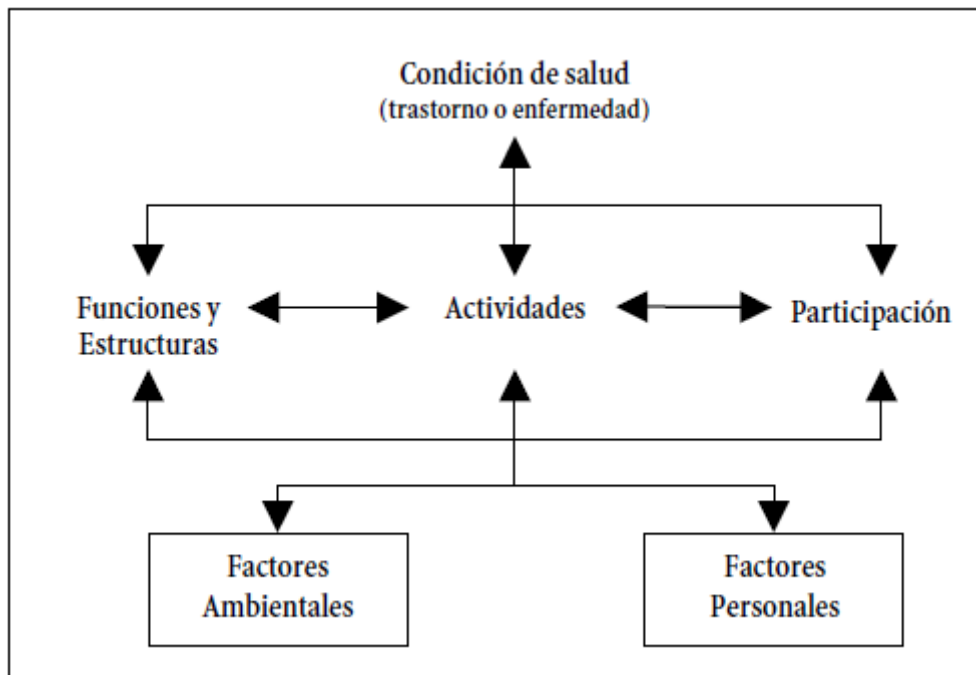 Condición de salud
(trastorno o enfermedad)
Funciones y
Estructuras
Actividades
Participación
Factores
Ambientales
Factores
Personales